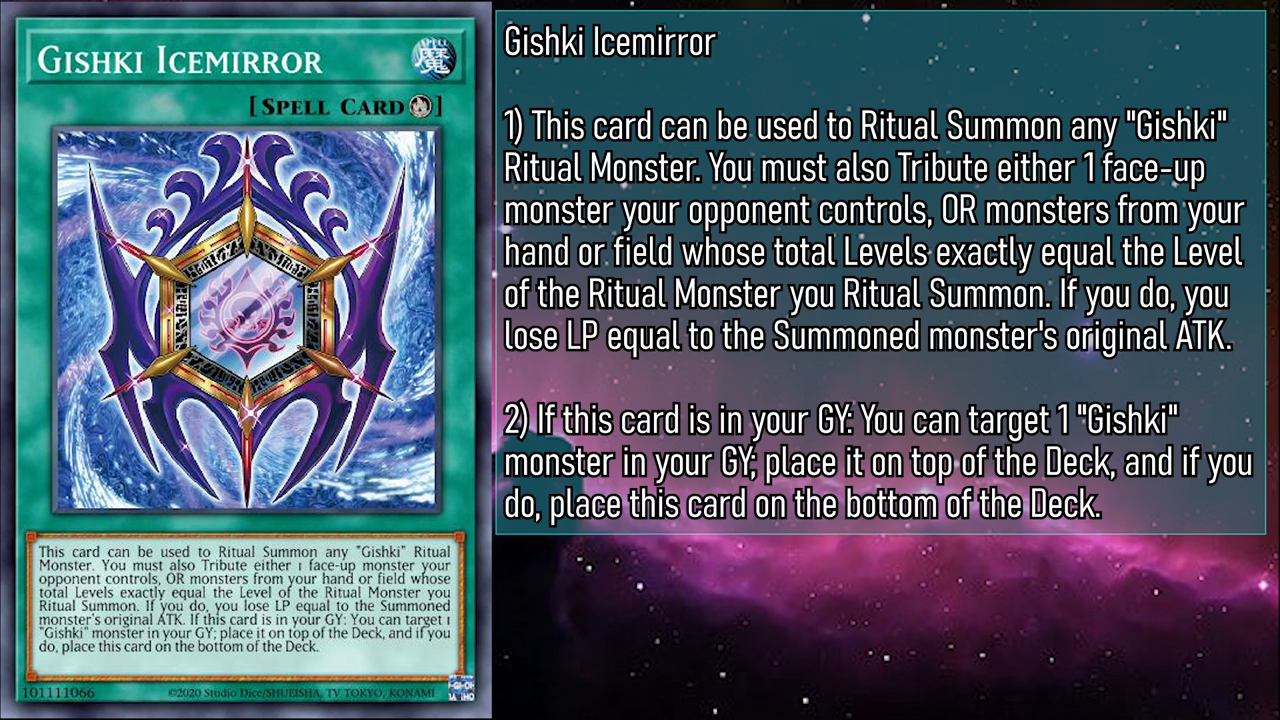 GISHKI ICEMIRROR
魔
[SPELL CARD]
This card can be used to Ritual Summon any "Gishki" Ritual
Monster. You must also Tribute either 1 face-up monster your
opponent controls, OR monsters from your hand or field whose
total Levels exactly equal the Level of the Ritual Monster you
Ritual Summon. If you do, you lose LP equal to the Summoned
monster's original ATK. If this card is in your GY: You can target 1
"Gishki" monster in your GY; place it on top of the Deck, and if you
do, place this card on the bottom of the Deck.
101111066
©2020 Studio Dice/SHUEISHA, TV TOKYO, KONAMI
Gishki Icemirror
1) This card can be used to Ritual Summon any "Gishki"
Ritual Monster. You must also Tribute either 1 face-up
monster your opponent controls, OR monsters from your
hand or field whose total Levels exactly equal the Level
of the Ritual Monster you Ritual Summon. If you do, you
lose LP equal to the Summoned monster's original ATK.
2) If this card is in your GY: You can target 1 "Gishki"
monster in your GY; place it on top of the Deck, and if you
do, place this card on the bottom of the Deck.